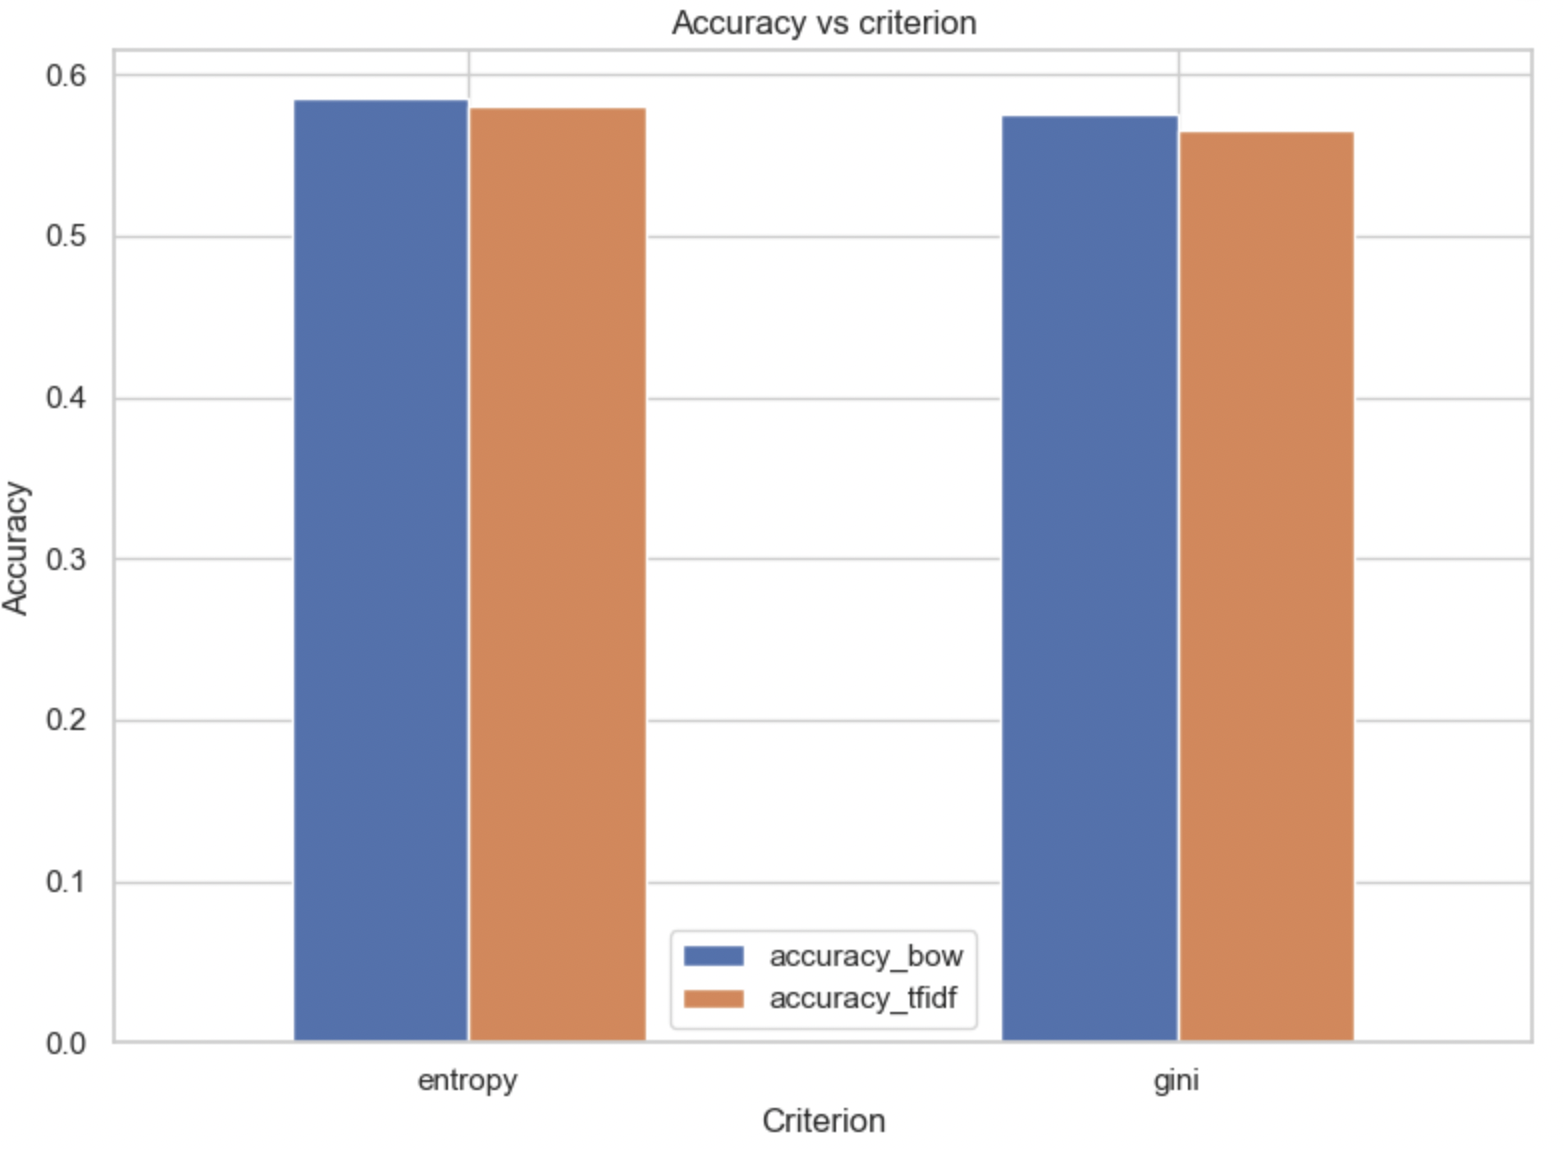 Accuracy vs criterion
0.6
0.5
0.4
0.3
0.2
0.1
0.0
Accuracy
accuracy_bow
accuracy_tfidf
entropy
gini
Criterion